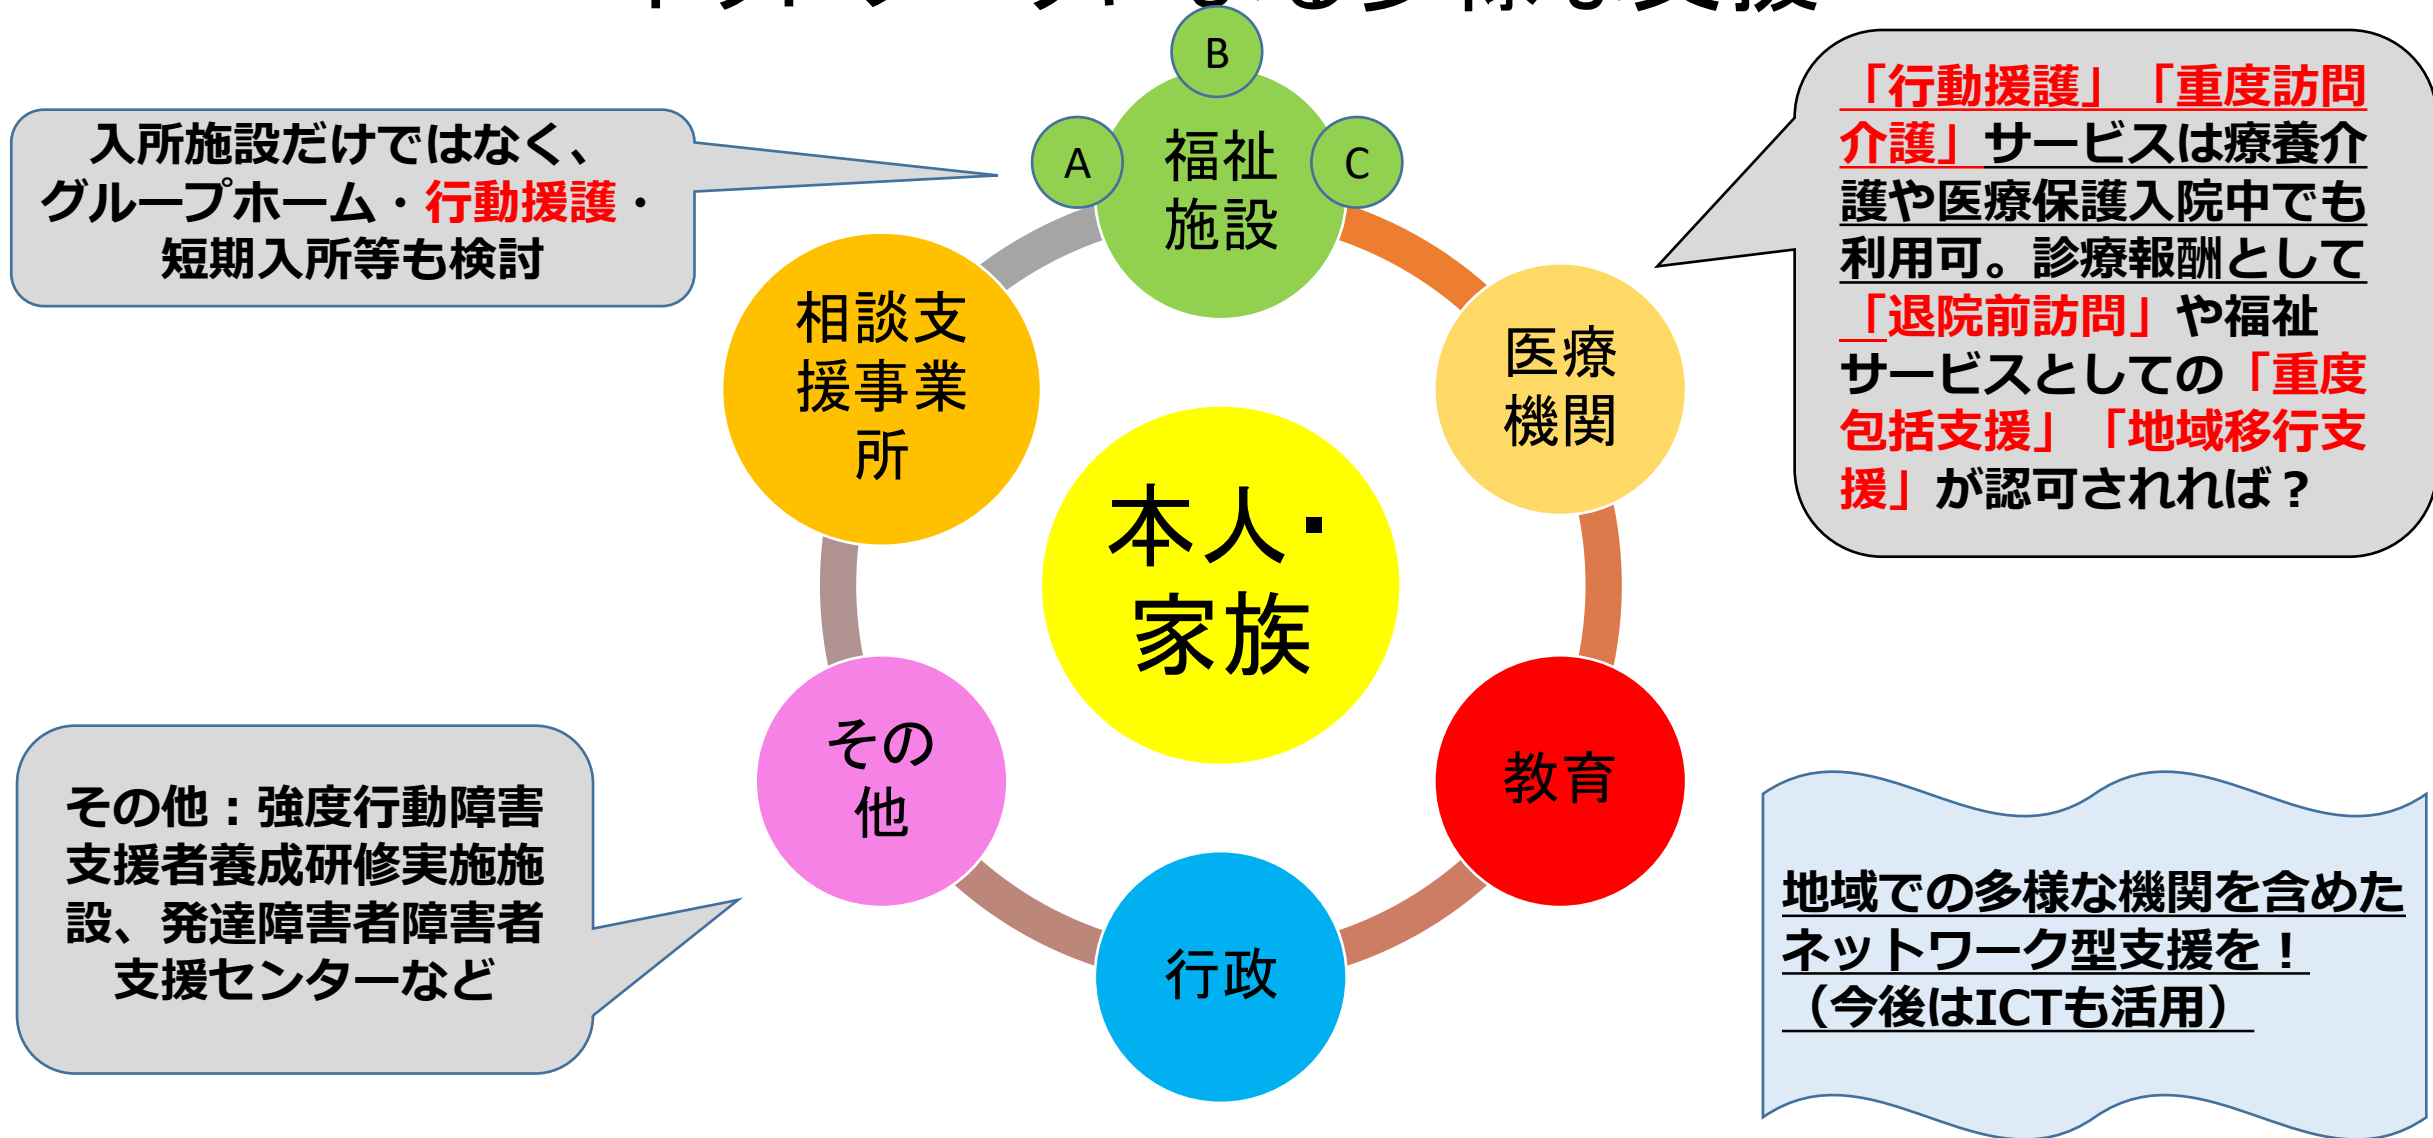 B
A
C
福祉
施設
入所施設だけではなく、
グループホーム・行動援護・
短期入所等も検討
「行動援護」「重度訪問
介護」サービスは療養介
護や医療保護入院中でも
利用可。診療報酬として
「退院前訪問」や福祉
サービスとしての「重度
包括支援」「地域移行支
援」が認可されれば？
相談支
援事業
所
医療
機関
本人・
家族
その
他
教育
行政
その他：強度行動障害
支援者養成研修実施施
設、発達障害者障害者
支援センターなど
地域での多様な機関を含めた
ネットワーク型支援を！
（今後はICTも活用）